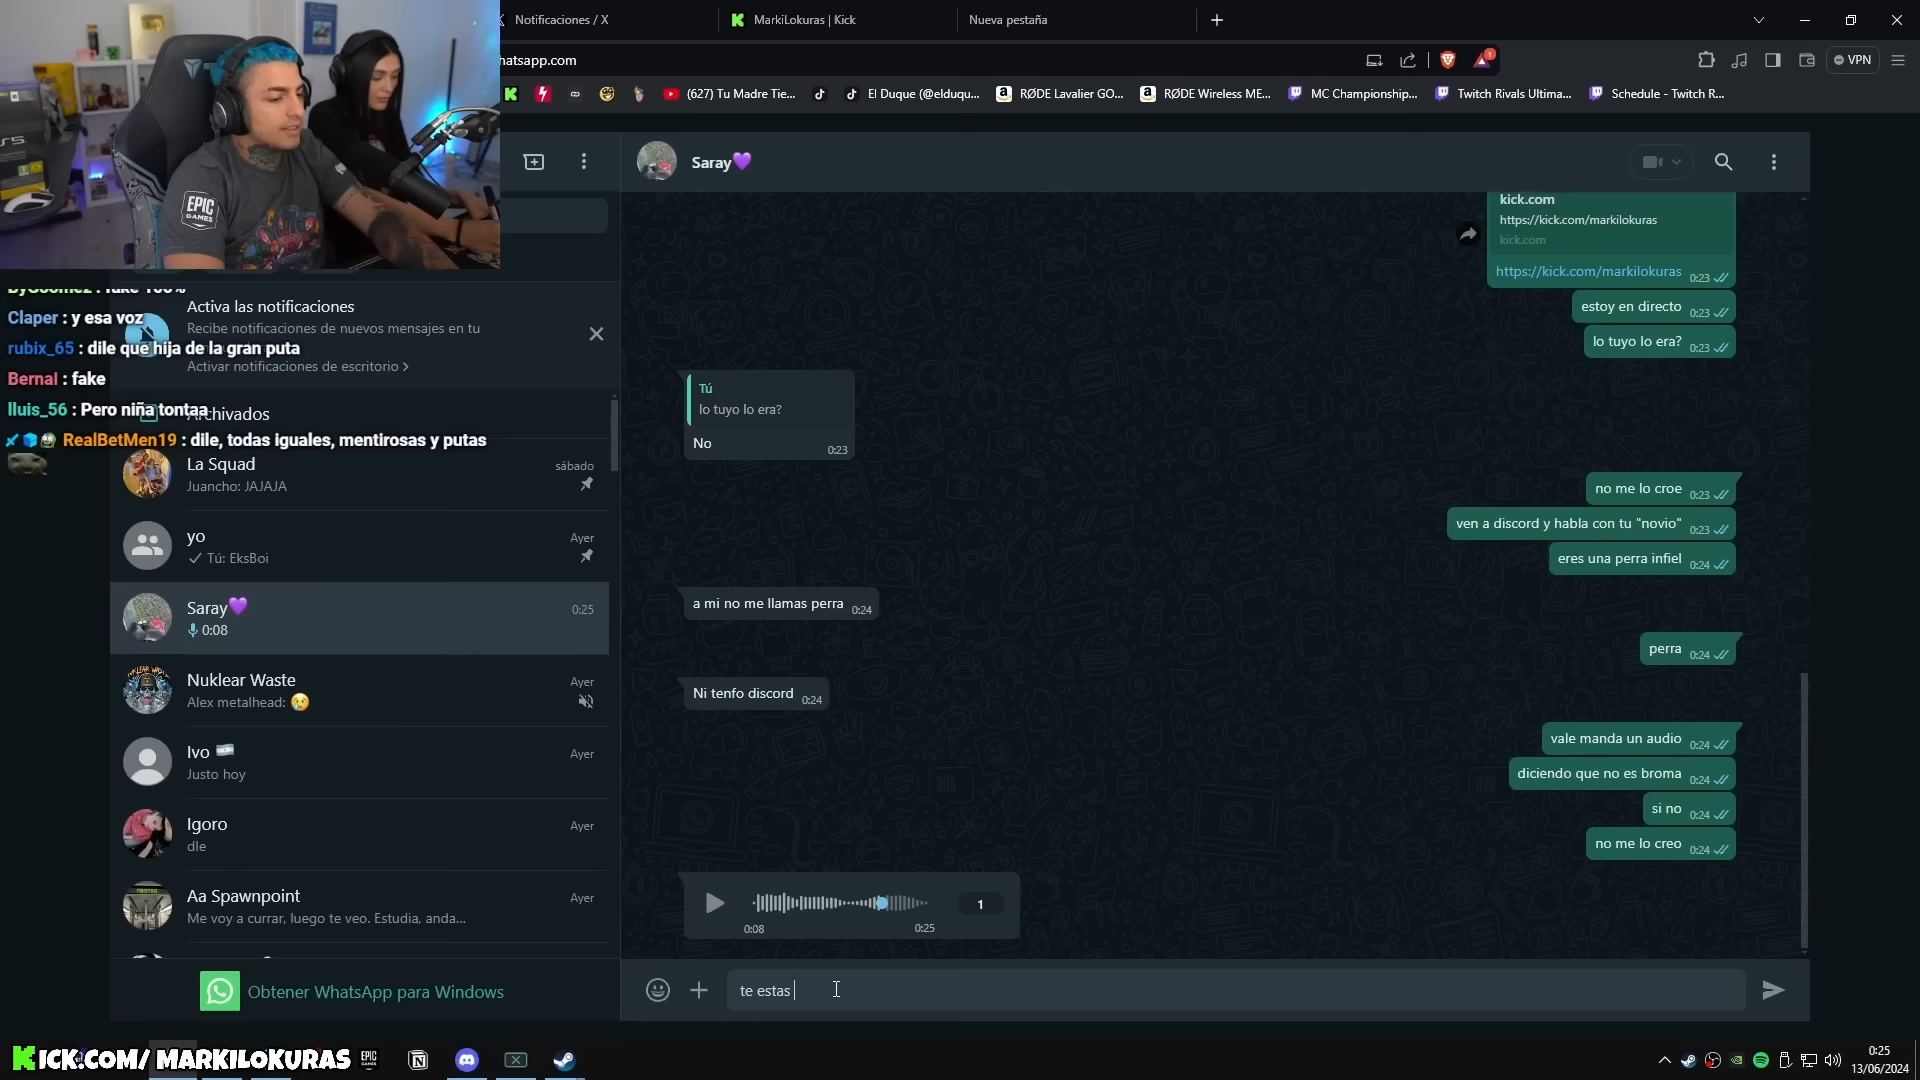 Notificaciones / X
MarkiLokuras | Kick
Nueva pestaña
hatsapp.com
1
VPN
(627) Tu Madre Tie...
El Duque (@elduqu...
RØDE Lavalier GO...
RØDE Wireless ME...
MC Championship...
Twitch Rivals Ultima...
Schedule - Twitch R...
EPIC
GAMES
ByGoomez : fake 100%
Claper : y esa voz
rubix_65 : dile que hija de la gran puta
Bernal : fake
lluis_56 : Pero niña tontaa
RealBetMen19 : dile, todas iguales, mentirosas y putas
Activa las notificaciones
Recibe notificaciones de nuevos mensajes en tu
Activar notificaciones de escritorio >
Archivados
La Squad
sábado
Juancho: JAJAJA
yo
Ayer
Tú: EksBoi
Saray💜
0:25
0:08
Nuklear Waste
Ayer
Alex metalhead: 😢
Ivo 🇦🇷
Ayer
Justo hoy
Igoro
Ayer
dle
Aa Spawnpoint
Ayer
Me voy a currar, luego te veo. Estudia, anda...
Obtener WhatsApp para Windows
Saray💜
kick.com
https://kick.com/markilokuras
kick.com
https://kick.com/markilokuras 0:23
estoy en directo 0:23
lo tuyo lo era? 0:23
Tú
lo tuyo lo era?
No 0:23
no me lo croe 0:23
ven a discord y habla con tu "novio" 0:23
eres una perra infiel 0:24
a mi no me llamas perra 0:24
perra 0:24
Ni tenfo discord 0:24
vale manda un audio 0:24
diciendo que no es broma 0:24
si no 0:24
no me lo creo 0:24
1
0:08 0:25
te estas
KICK.COM/ MARKILOKURAS
EPIC
GAMES
0:25
13/06/2024